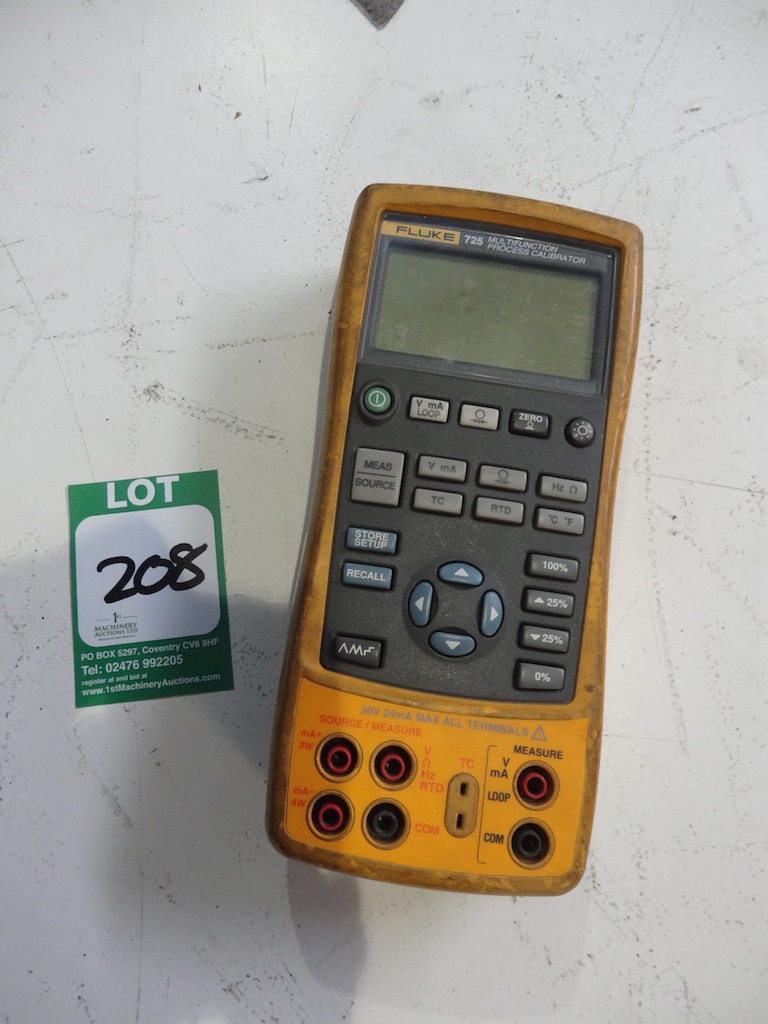 FLUKE 725 MULTIFUNCTION
PROCESS CALIBRATOR
V mA
LOOP
ZERO
Ω
MEAS
SOURCE
V mA
Hz Ω
TC
RTD
°C °F
STORE
SETUP
RECALL
100%
▲ 25%
▼ 25%
0%
30V 24mA MAX ALL TERMINALS
SOURCE / MEASURE
mA+
3W
V
Ω
Hz
RTD
TC
mA−
4W
COM
MEASURE
V
mA
LOOP
COM
LOT
208
1ST
MACHINERY
AUCTIONS LTD
PO BOX 5297, Coventry CV6 9HF
Tel: 02476 992205
register at and bid at
www.1stMachineryAuctions.com